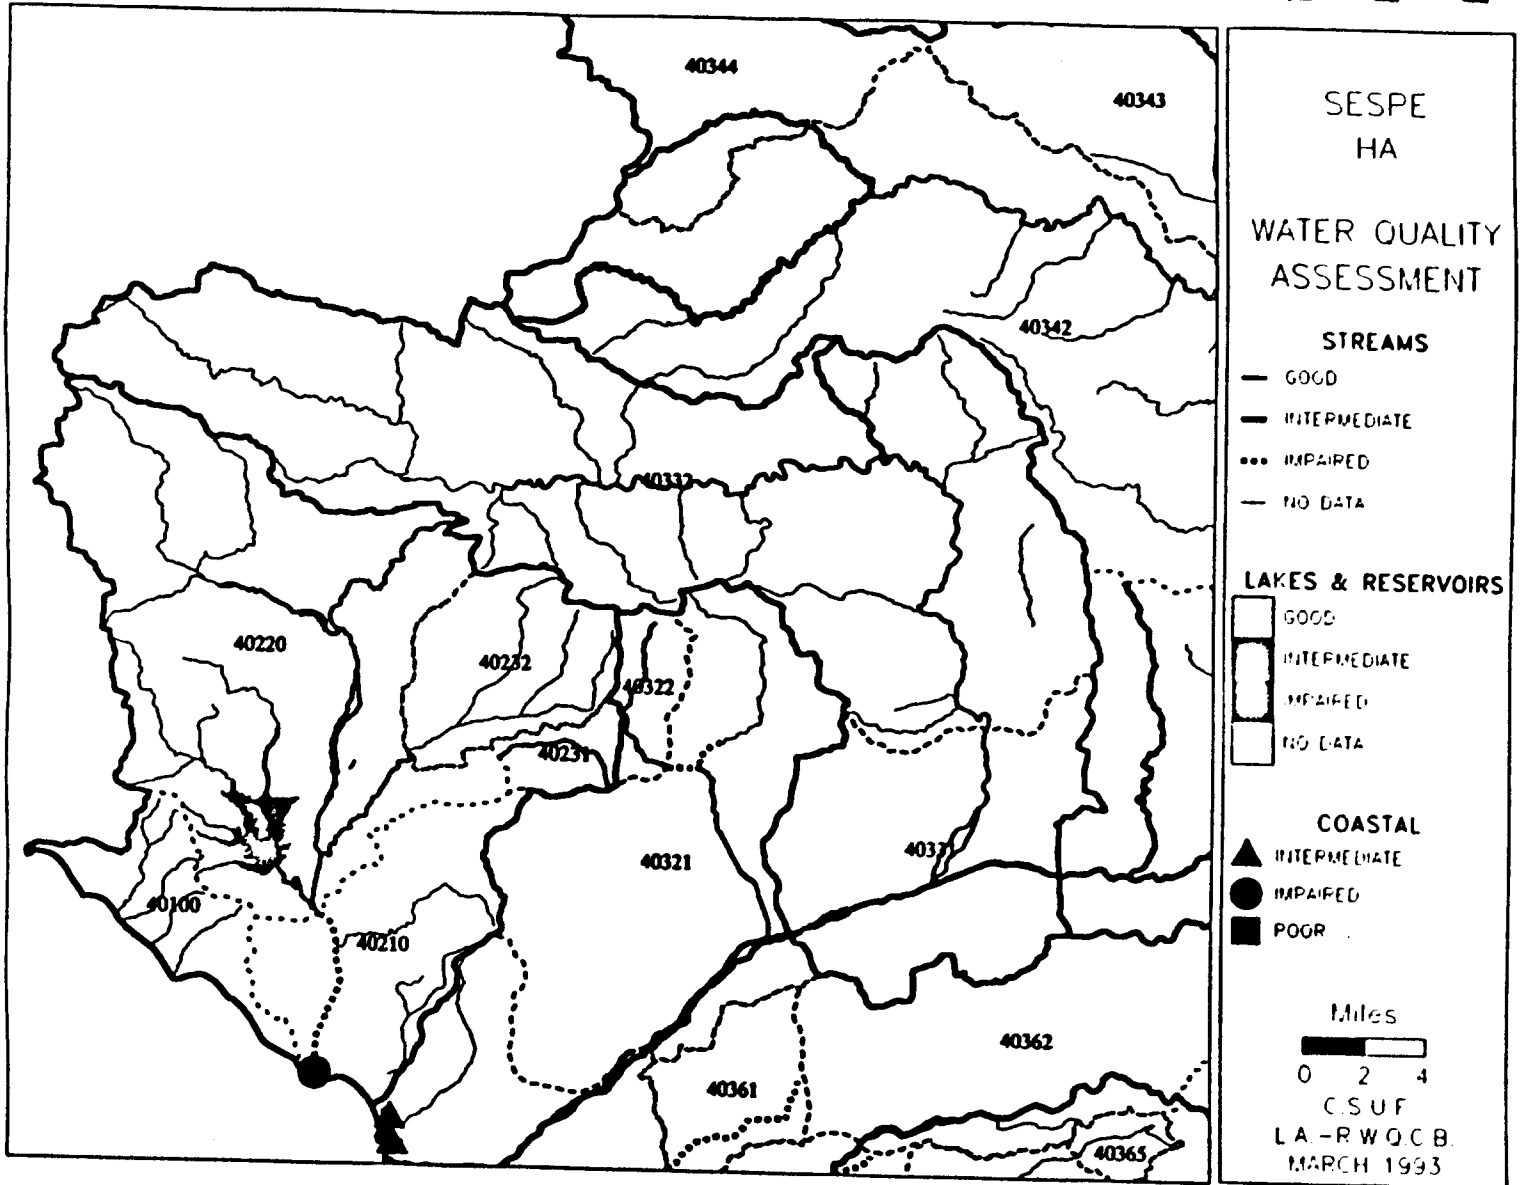 40344
40343
40342
40332
40220
40232
40322
40231
40321
40331
40100
40210
40362
40361
40365
SESPE
HA
WATER QUALITY
ASSESSMENT
STREAMS
GOOD
INTERMEDIATE
IMPAIRED
NO DATA
LAKES & RESERVOIRS
GOOD
INTERMEDIATE
IMPAIRED
NO DATA
COASTAL
INTERMEDIATE
IMPAIRED
POOR
Miles
0 2 4
C.S.U.F
L.A.-R.W.Q.C.B.
MARCH 1993